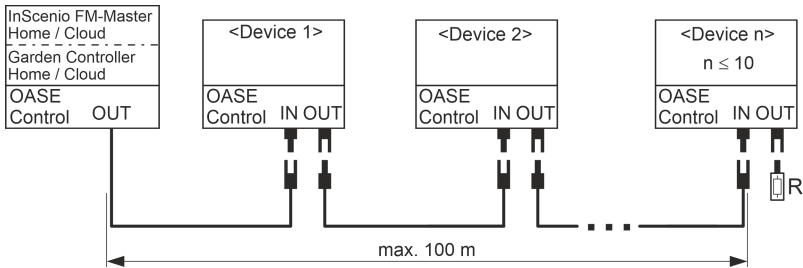 InScenio FM-Master
Home / Cloud
Garden Controller
Home / Cloud
OASE
Control OUT
<Device 1>
OASE
Control IN OUT
<Device 2>
OASE
Control IN OUT
<Device n>
n ≤ 10
OASE
Control IN OUT
R
max. 100 m